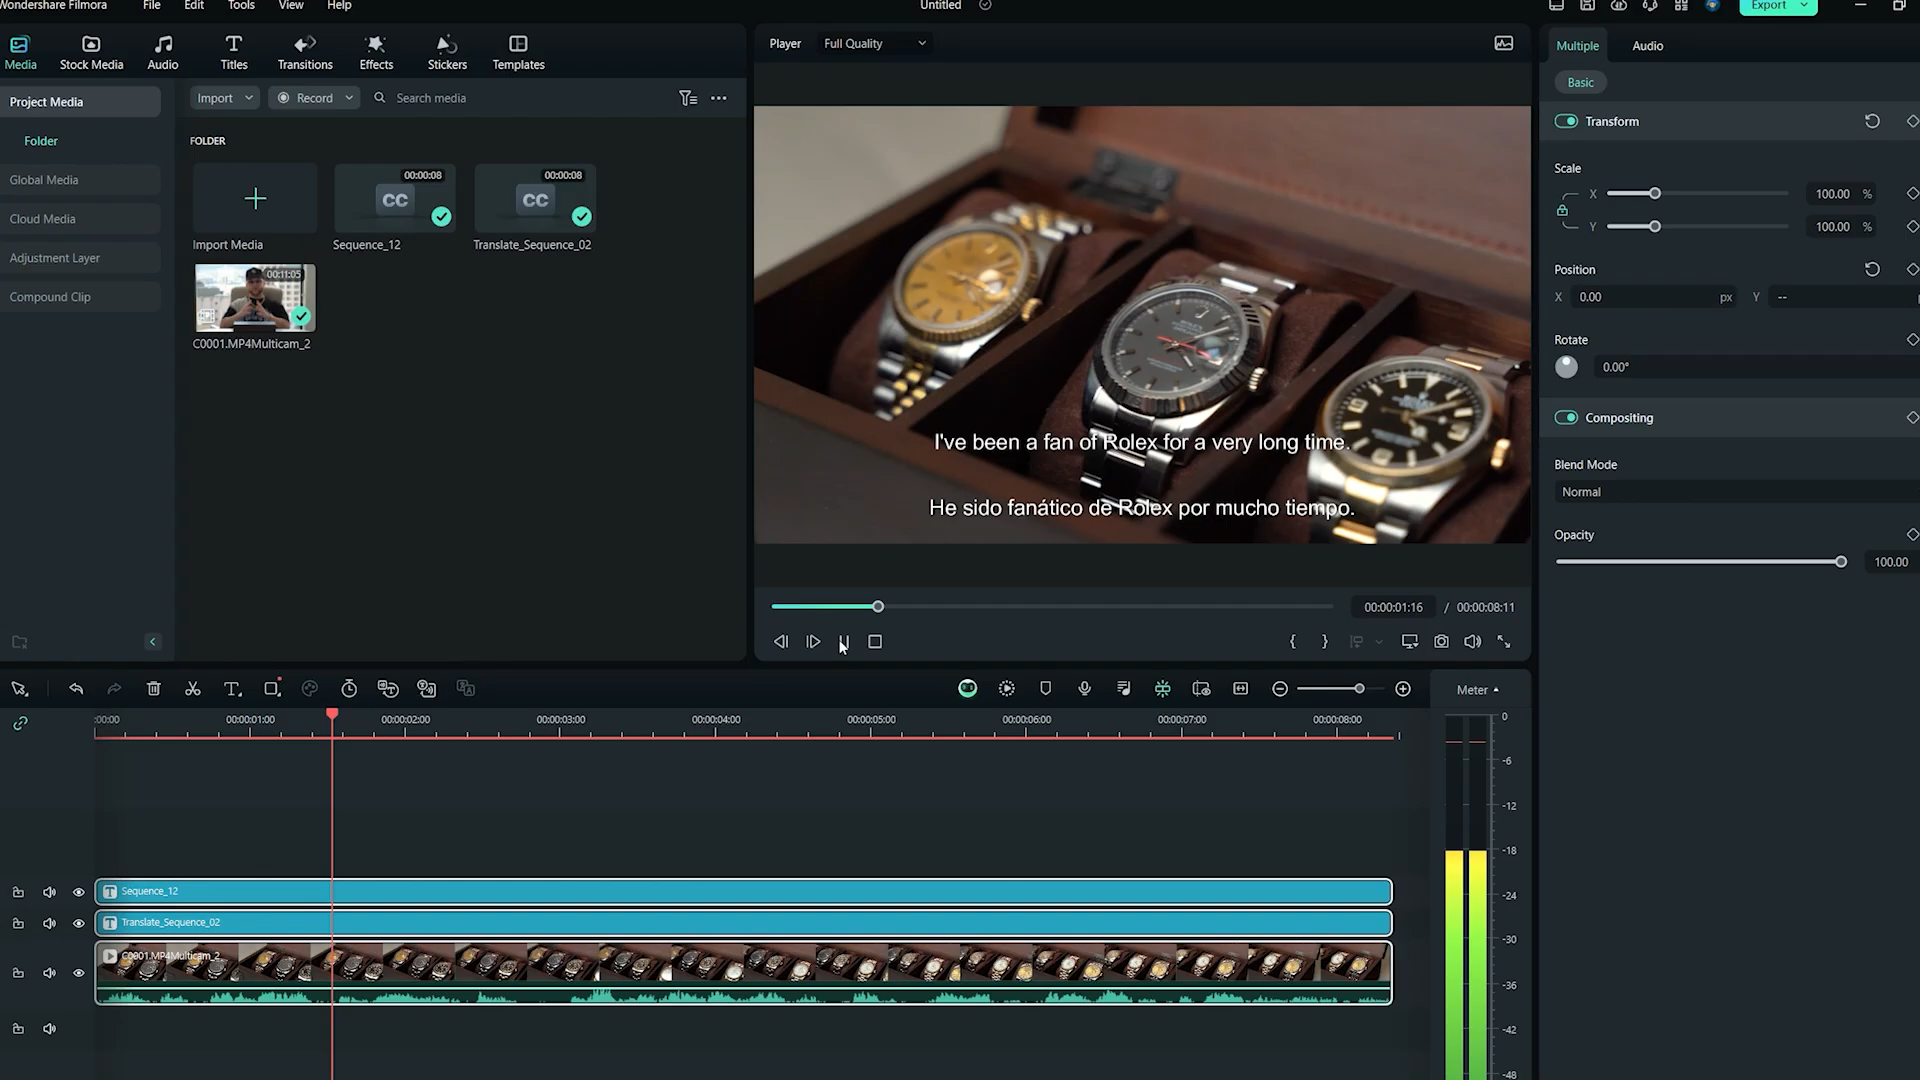 Wondershare Filmora
File
Edit
Tools
View
Help
Untitled
Export
Media
Stock Media
Audio
Titles
Transitions
Effects
Stickers
Templates
Player
Full Quality
Multiple
Audio
Basic
Project Media
Import
Record
Search media
Folder
FOLDER
Global Media
Cloud Media
Adjustment Layer
Compound Clip
00:00:08
CC
00:00:08
CC
Import Media
Sequence_12
Translate_Sequence_02
00:11:05
C0001.MP4Multicam_2
ROLEX
ROLEX
I've been a fan of Rolex for a very long time.
He sido fanático de Rolex por mucho tiempo.
Transform
Scale
X
100.00
%
Y
100.00
%
Position
X
0.00
px
Y
--
Rotate
0.00°
Compositing
Blend Mode
Normal
Opacity
100.00
00:00:01:16 / 00:00:08:11
Meter
:00:00
00:00:01:00
00:00:02:00
00:00:03:00
00:00:04:00
00:00:05:00
00:00:06:00
00:00:07:00
00:00:08:00
0
-6
-12
-18
-24
-30
-36
-42
-48
T Sequence_12
T Translate_Sequence_02
C0001.MP4Multicam_2